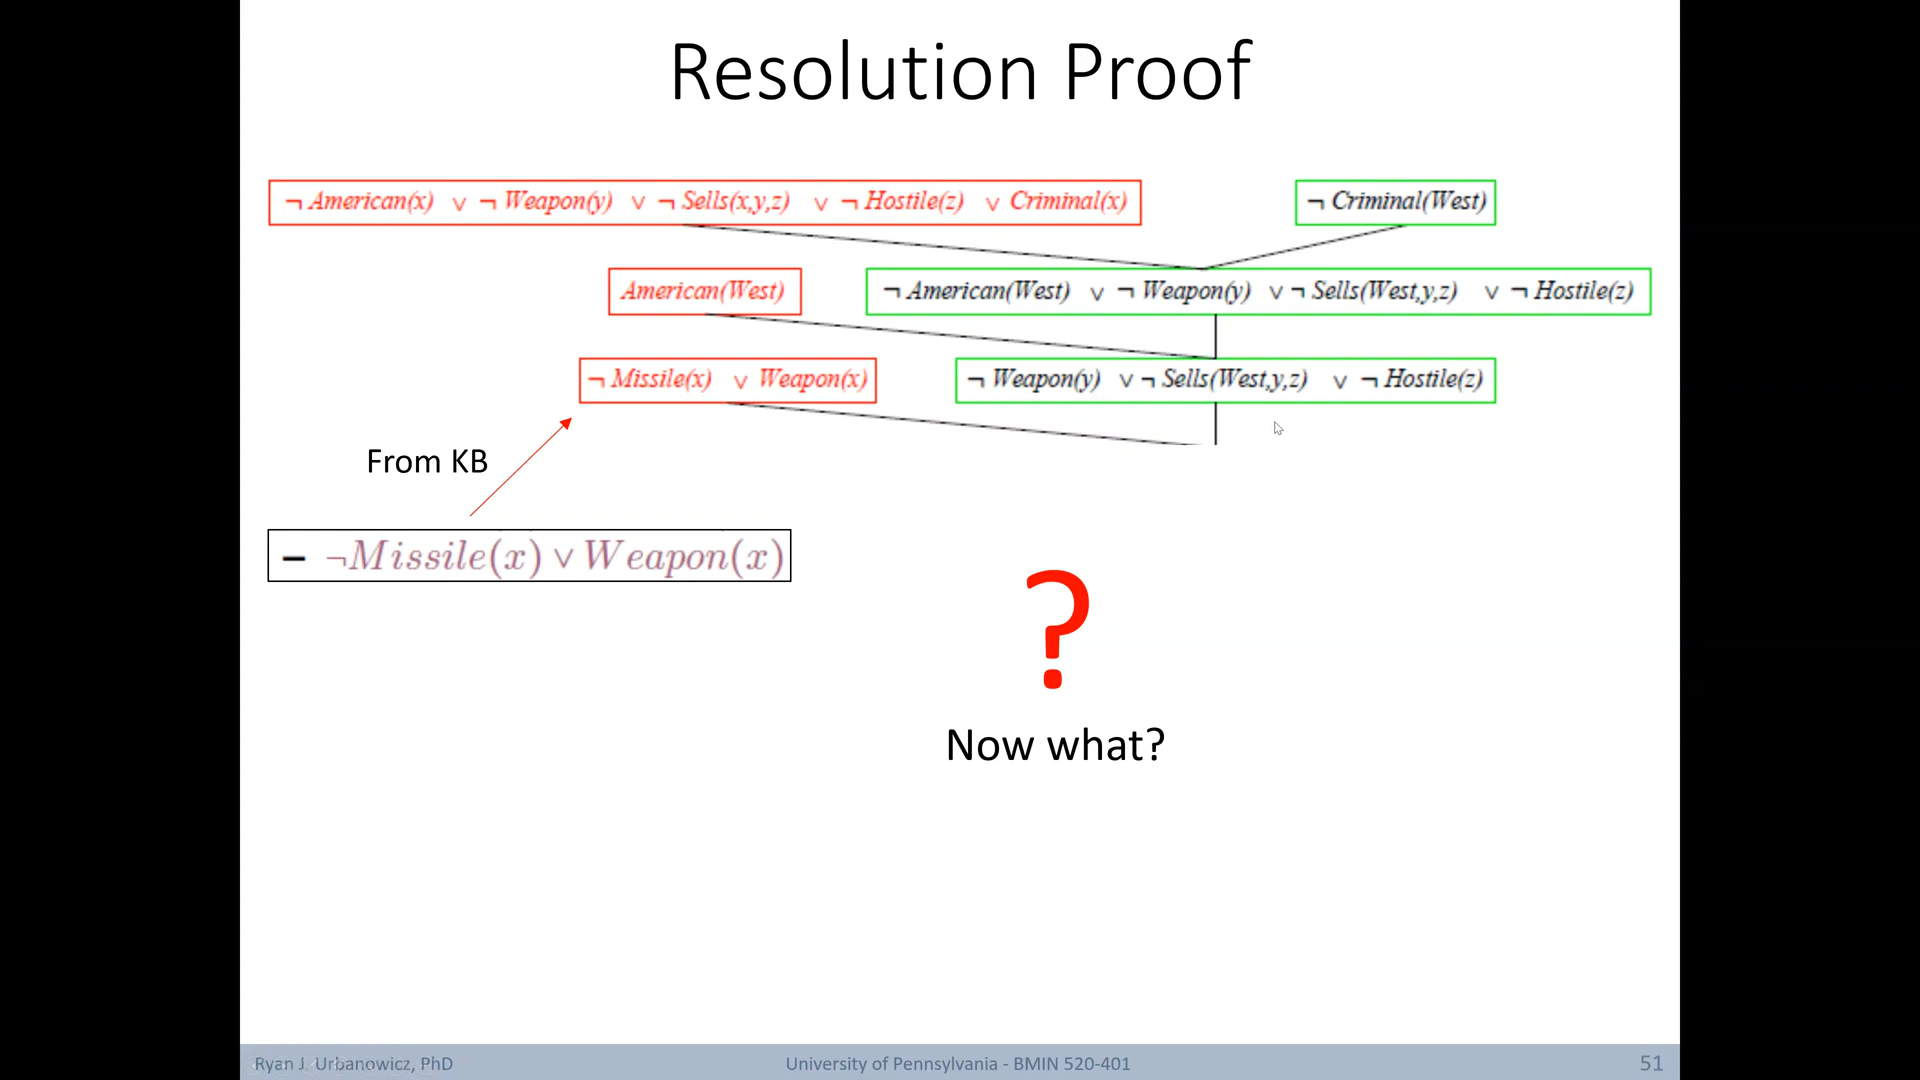 Resolution Proof
¬ American(x) ∨ ¬ Weapon(y) ∨ ¬ Sells(x,y,z) ∨ ¬ Hostile(z) ∨ Criminal(x)
¬ Criminal(West)
American(West)
¬ American(West) ∨ ¬ Weapon(y) ∨ ¬ Sells(West,y,z) ∨ ¬ Hostile(z)
¬ Missile(x) ∨ Weapon(x)
¬ Weapon(y) ∨ ¬ Sells(West,y,z) ∨ ¬ Hostile(z)
From KB
– ¬Missile(x) ∨ Weapon(x)
?
Now what?
Ryan J. Urbanowicz, PhD
University of Pennsylvania - BMIN 520-401
51